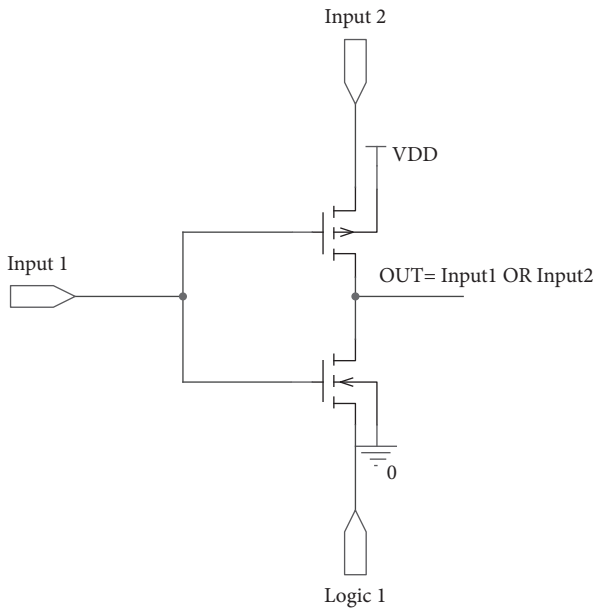 Input 2
VDD
Input 1
OUT= Input1 OR Input2
0
Logic 1